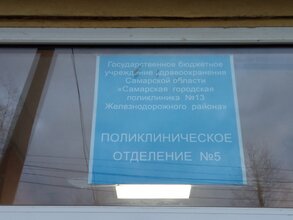 Государственное бюджетное
учреждение здравоохранения
Самарской области
«Самарская городская
поликлиника №13
Железнодорожного района»
ПОЛИКЛИНИЧЕСКОЕ
ОТДЕЛЕНИЕ №5